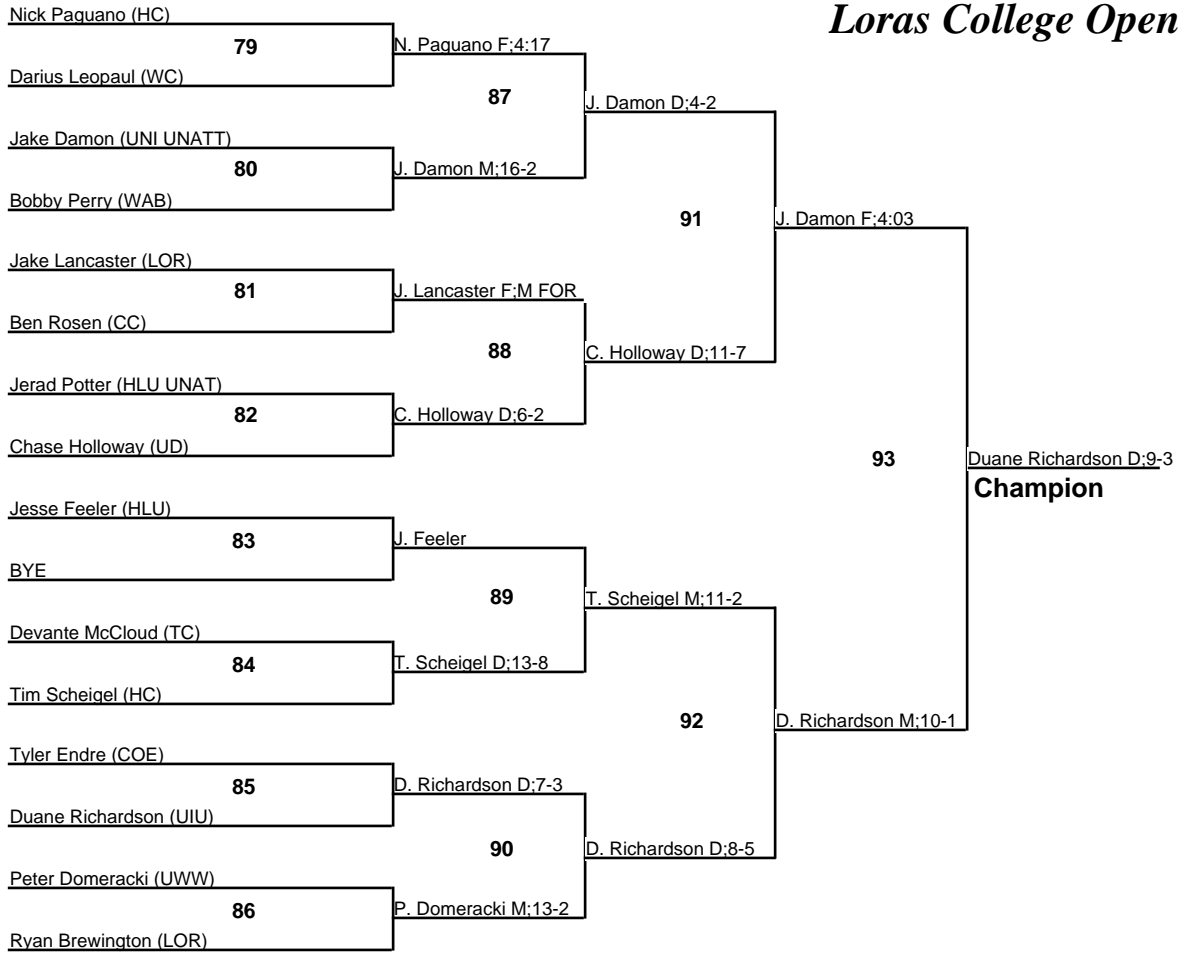 Loras College Open
Nick Paguano (HC)
79
N. Paguano F;4:17
Darius Leopaul (WC)
87
J. Damon D;4-2
Jake Damon (UNI UNATT)
80
J. Damon M;16-2
Bobby Perry (WAB)
91
J. Damon F;4:03
Jake Lancaster (LOR)
81
J. Lancaster F;M FOR
Ben Rosen (CC)
88
C. Holloway D;11-7
Jerad Potter (HLU UNAT)
82
C. Holloway D;6-2
Chase Holloway (UD)
93
Duane Richardson D;9-3
Champion
Jesse Feeler (HLU)
83
J. Feeler
BYE
89
T. Scheigel M;11-2
Devante McCloud (TC)
84
T. Scheigel D;13-8
Tim Scheigel (HC)
92
D. Richardson M;10-1
Tyler Endre (COE)
85
D. Richardson D;7-3
Duane Richardson (UIU)
90
D. Richardson D;8-5
Peter Domeracki (UWW)
86
P. Domeracki M;13-2
Ryan Brewington (LOR)